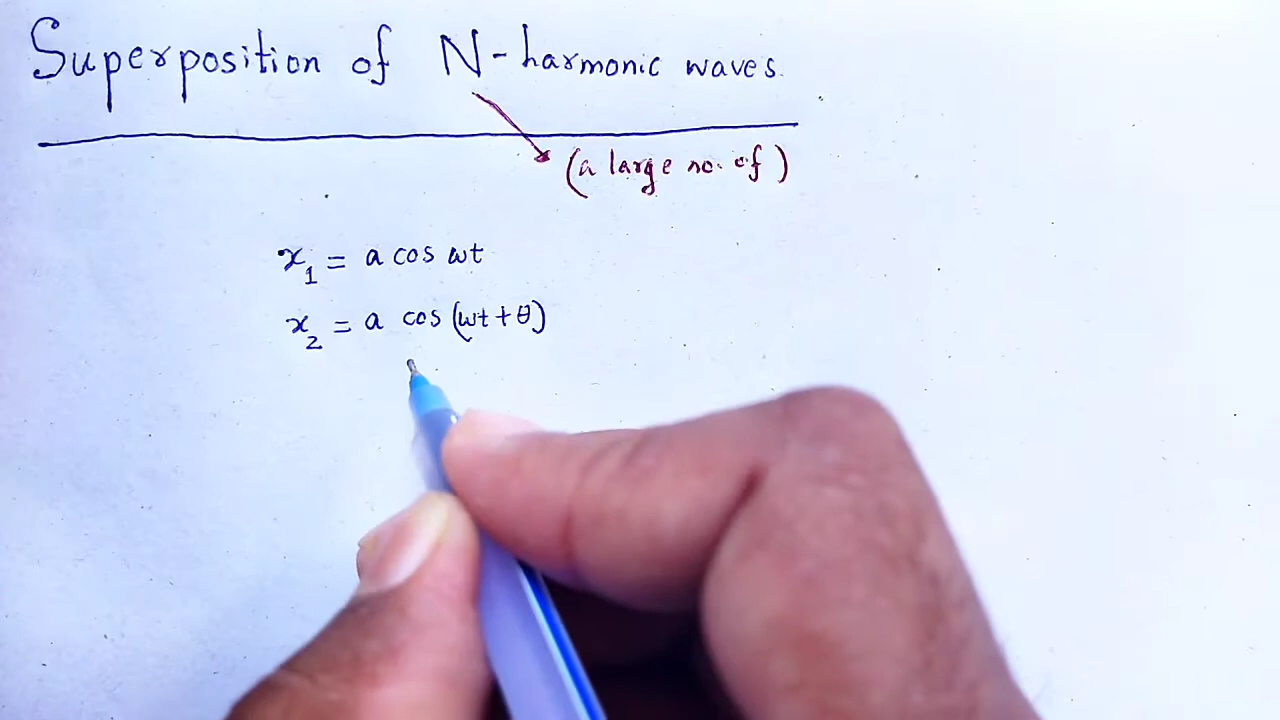 Superposition of N-harmonic waves.
(a large no. of)
x₁ = a cos ωt
x₂ = a cos (ωt + θ)